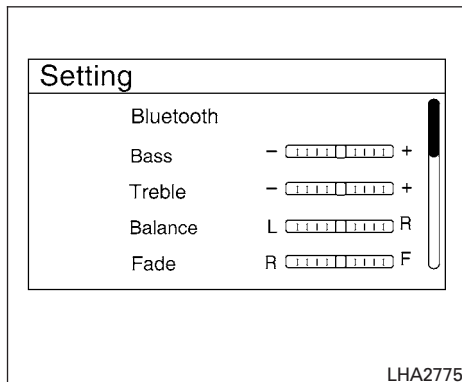 Setting
Bluetooth
Bass - +
Treble - +
Balance L R
Fade R F
LHA2775